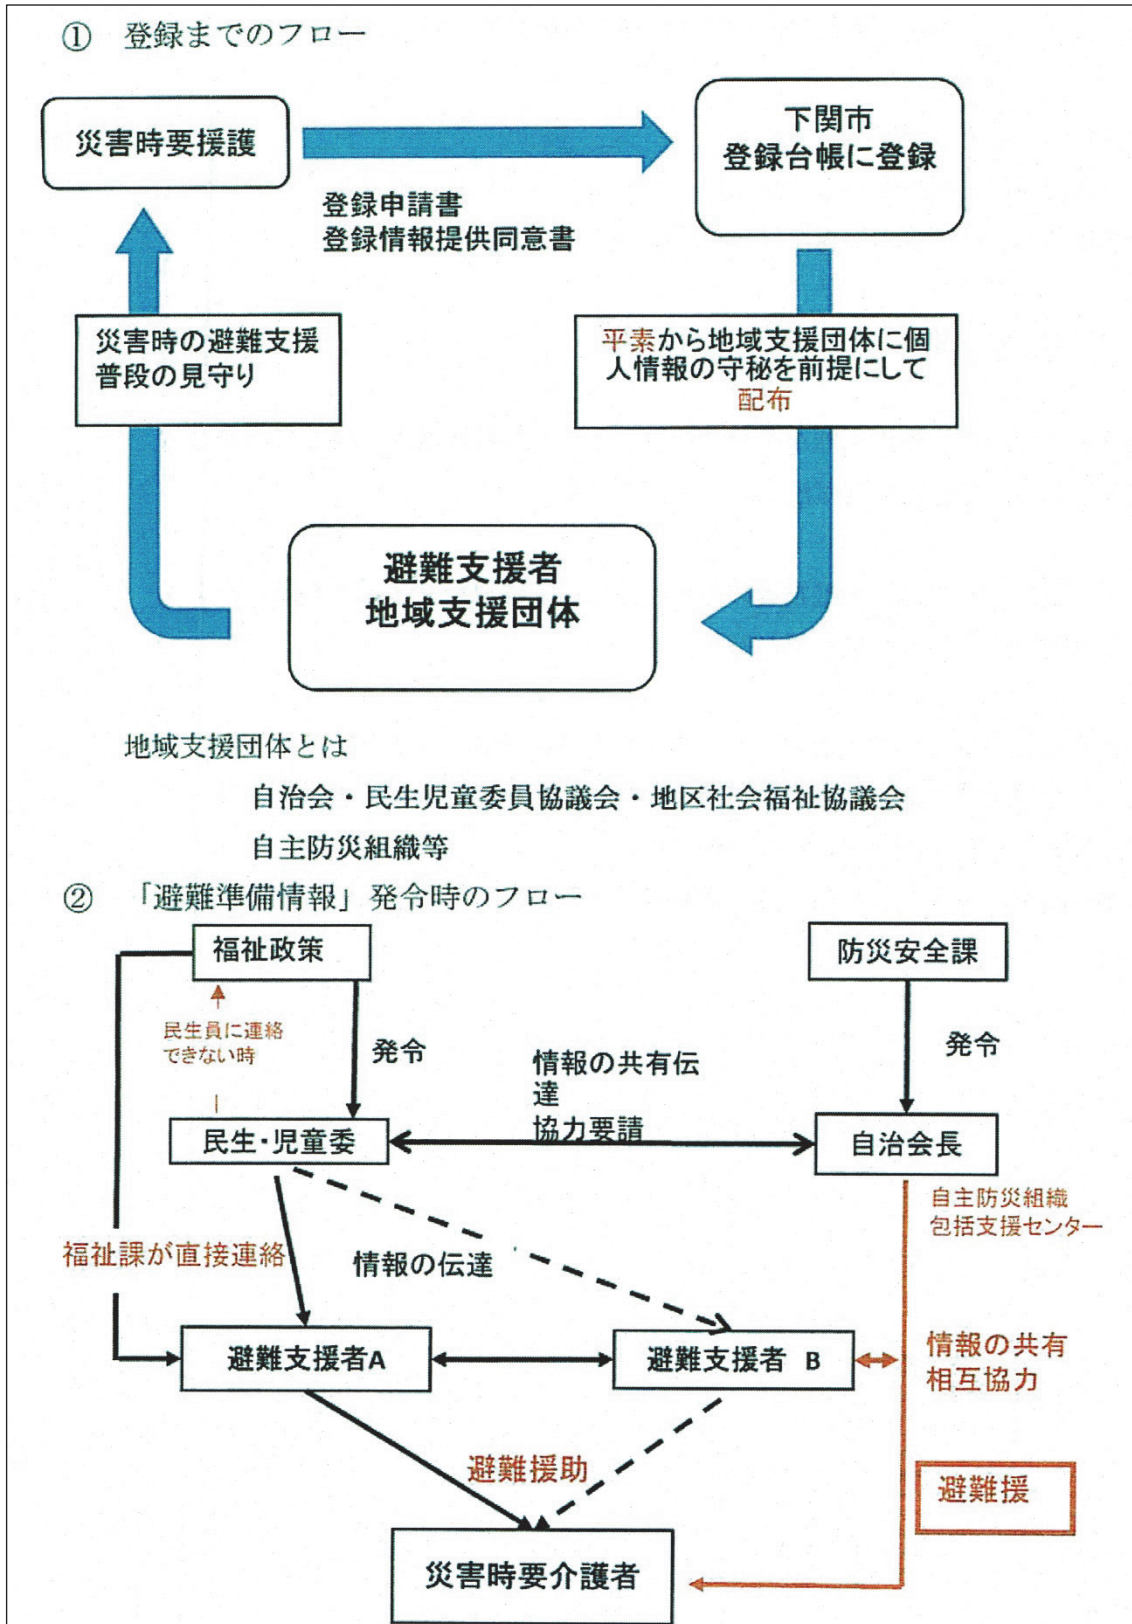 ① 登録までのフロー
災害時要援護
下関市
登録台帳に登録
登録申請書
登録情報提供同意書
災害時の避難支援
普段の見守り
平素から地域支援団体に個
人情報の守秘を前提にして
配布
避難支援者
地域支援団体
地域支援団体とは
自治会・民生児童委員協議会・地区社会福祉協議会
自主防災組織等
② 「避難準備情報」発令時のフロー
福祉政策
防災安全課
民生員に連絡
できない時
発令
情報の共有伝
達
協力要請
発令
民生・児童委
自治会長
自主防災組織
包括支援センター
福祉課が直接連絡
情報の伝達
避難支援者A
避難支援者 B
情報の共有
相互協力
避難援助
避難援
災害時要介護者